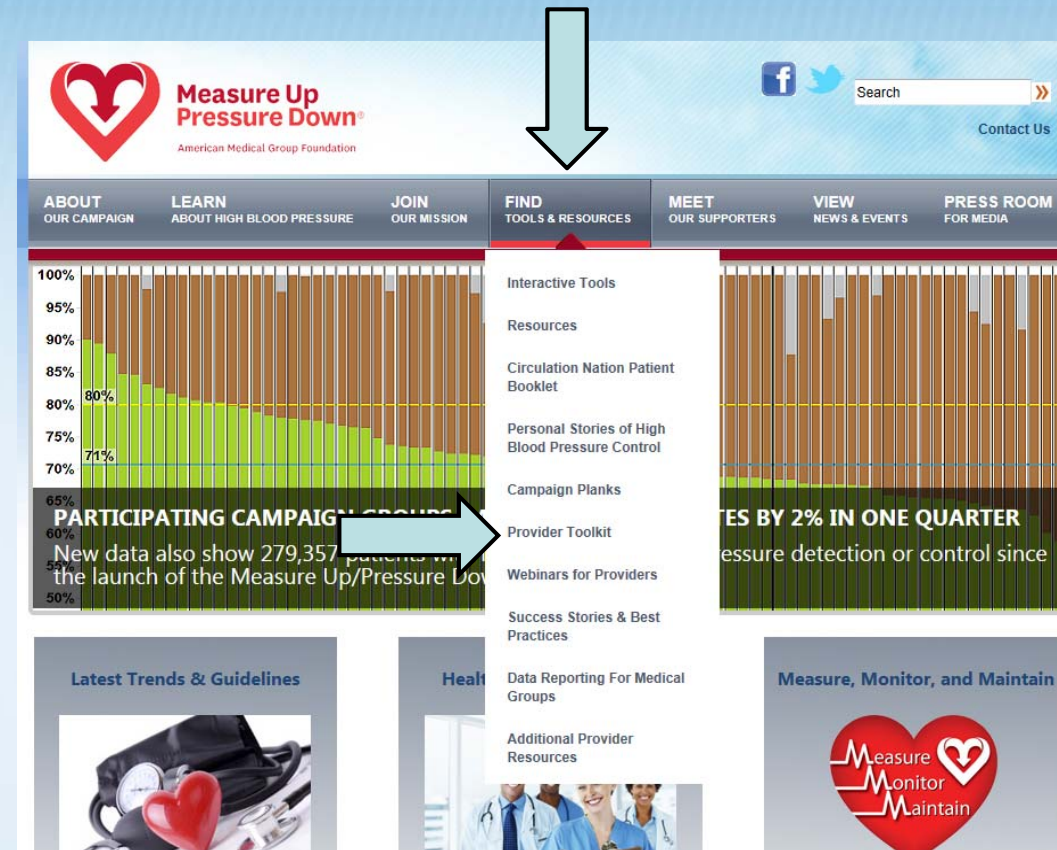 Measure Up
Pressure Down®
American Medical Group Foundation
f
Search
Contact Us
ABOUT
OUR CAMPAIGN
LEARN
ABOUT HIGH BLOOD PRESSURE
JOIN
OUR MISSION
FIND
TOOLS & RESOURCES
MEET
OUR SUPPORTERS
VIEW
NEWS & EVENTS
PRESS ROOM
FOR MEDIA
Interactive Tools
Resources
Circulation Nation Patient
Booklet
Personal Stories of High
Blood Pressure Control
Campaign Planks
Provider Toolkit
Webinars for Providers
Success Stories & Best
Practices
Data Reporting For Medical
Groups
Additional Provider
Resources
100%
95%
90%
85%
80%
80%
75%
71%
70%
65%
60%
55%
50%
PARTICIPATING CAMPAIGN BY 2% IN ONE QUARTER
New data also show 279,357 detection or control since
the launch of the Measure Up/Pressure
Latest Trends & Guidelines
Measure, Monitor, and Maintain
Measure
Monitor
Maintain